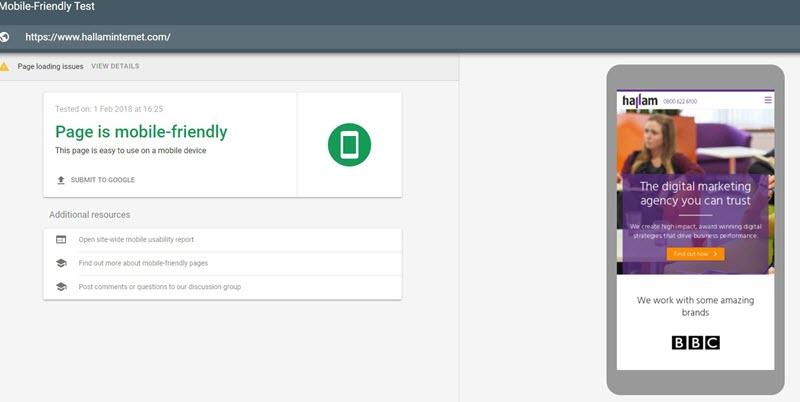 Mobile-Friendly Test
https://www.hallaminternet.com/
Page loading issues VIEW DETAILS
Tested on: 1 Feb 2018 at 16:25
Page is mobile-friendly
This page is easy to use on a mobile device
SUBMIT TO GOOGLE
Additional resources
Open site-wide mobile usability report
Find out more about mobile-friendly pages
Post comments or questions to our discussion group
hallam 0800 622 6100
The digital marketing
agency you can trust
We create high impact, award winning digital
strategies that drive business performance.
Find out how
We work with some amazing
brands
BBC